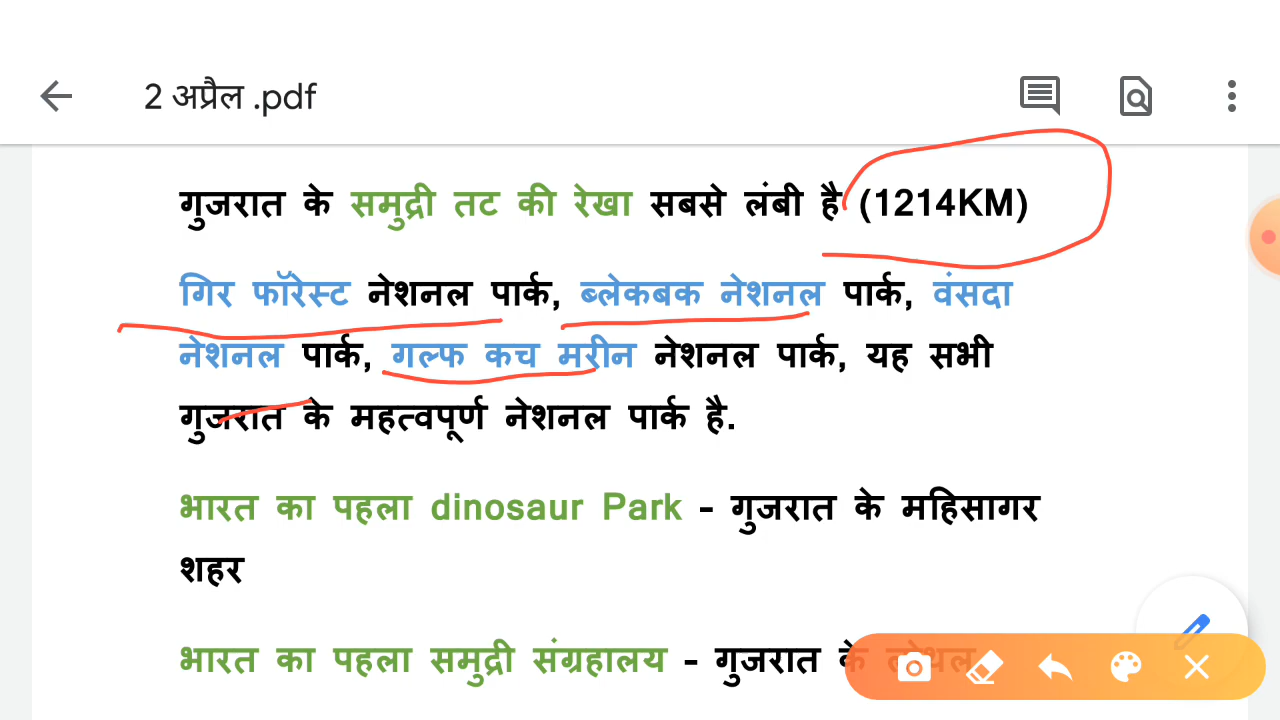 2 अप्रैल .pdf
गुजरात के समुद्री तट की रेखा सबसे लंबी है (1214KM)
गिर फॉरेस्ट नेशनल पार्क, ब्लेकबक नेशनल पार्क, वंसदा
नेशनल पार्क, गल्फ कच मरीन नेशनल पार्क, यह सभी
गुजरात के महत्वपूर्ण नेशनल पार्क है.
भारत का पहला dinosaur Park - गुजरात के महिसागर
शहर
भारत का पहला समुद्री संग्रहालय - गुजरात के लोथल